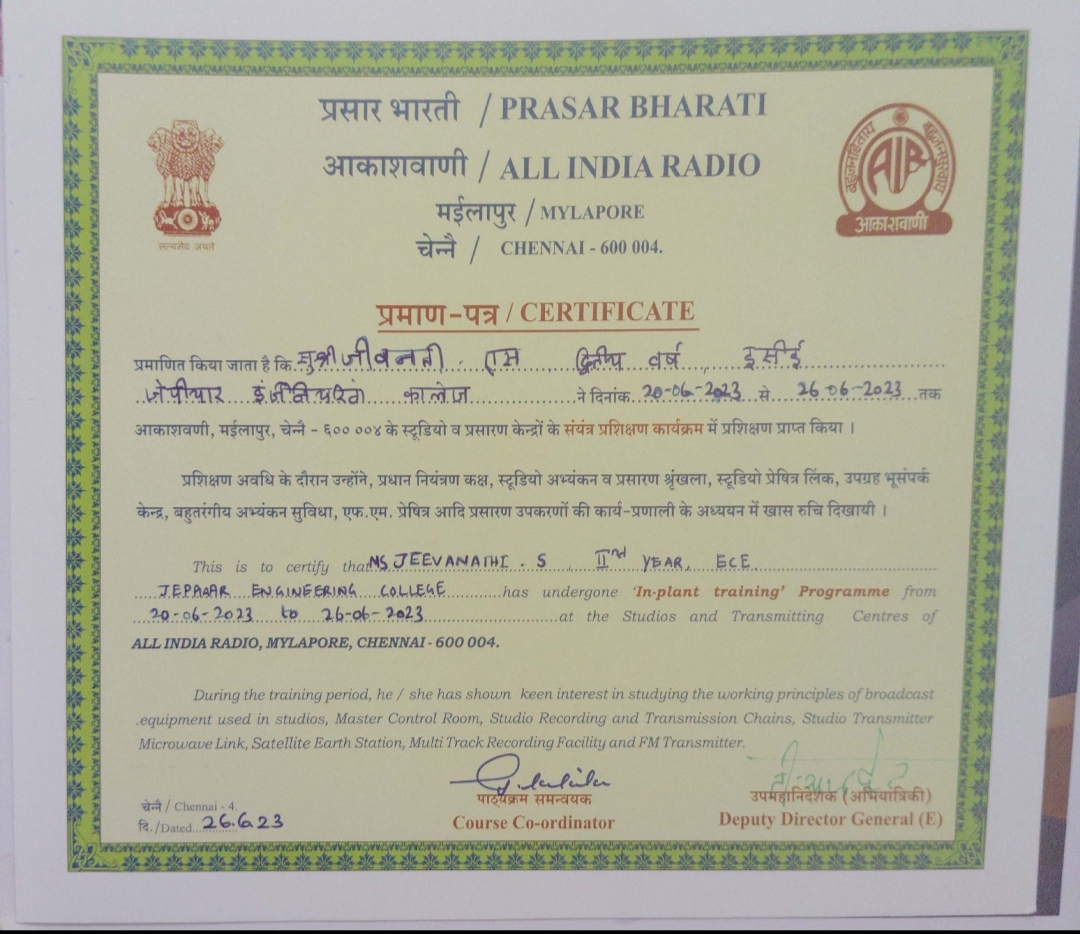 प्रसार भारती / PRASAR BHARATI
आकाशवाणी / ALL INDIA RADIO
मईलापुर / MYLAPORE
चेन्नै / CHENNAI - 600 004.
सत्यमेव जयते
बहुजनहिताय बहुजनसुखाय
AIR
आकाशवाणी
प्रमाण-पत्र / CERTIFICATE
प्रमाणित किया जाता है कि सुश्री जीवनती . एस द्वितीय वर्ष, इसीई
जेपीयार इंजीनियरिंग कालेज ने दिनांक 20-06-2023 से 26 06-2023 तक
आकाशवणी, मईलापुर, चेन्नै - ६०० ००४ के स्टूडियो व प्रसारण केन्द्रों के संयंत्र प्रशिक्षण कार्यक्रम में प्रशिक्षण प्राप्त किया ।
प्रशिक्षण अवधि के दौरान उन्होंने, प्रधान नियंत्रण कक्ष, स्टूडियो अभ्यंकन व प्रसारण श्रृंखला, स्टूडियो प्रेषित्र लिंक, उपग्रह भूसंपर्क
केन्द्र, बहुतरंगीय अभ्यंकन सुविधा, एफ.एम. प्रेषित्र आदि प्रसारण उपकरणों की कार्य-प्रणाली के अध्ययन में खास रुचि दिखायी ।
This is to certify that MS JEEVANATHI . S II nd YEAR, ECE
JEPAAR ENGINEERING COLLEGE has undergone 'In-plant training' Programme from
20-06-2023 to 26-06-2023 at the Studios and Transmitting Centres of
ALL INDIA RADIO, MYLAPORE, CHENNAI - 600 004.
During the training period, he / she has shown keen interest in studying the working principles of broadcast
.equipment used in studios, Master Control Room, Studio Recording and Transmission Chains, Studio Transmitter
Microwave Link, Satellite Earth Station, Multi Track Recording Facility and FM Transmitter.
चेन्नै / Chennai - 4.
दि./Dated 26.6.23
पाठ्यक्रम समन्वयक
Course Co-ordinator
उपमहानिदेशक (अभियांत्रिकी)
Deputy Director General (E)